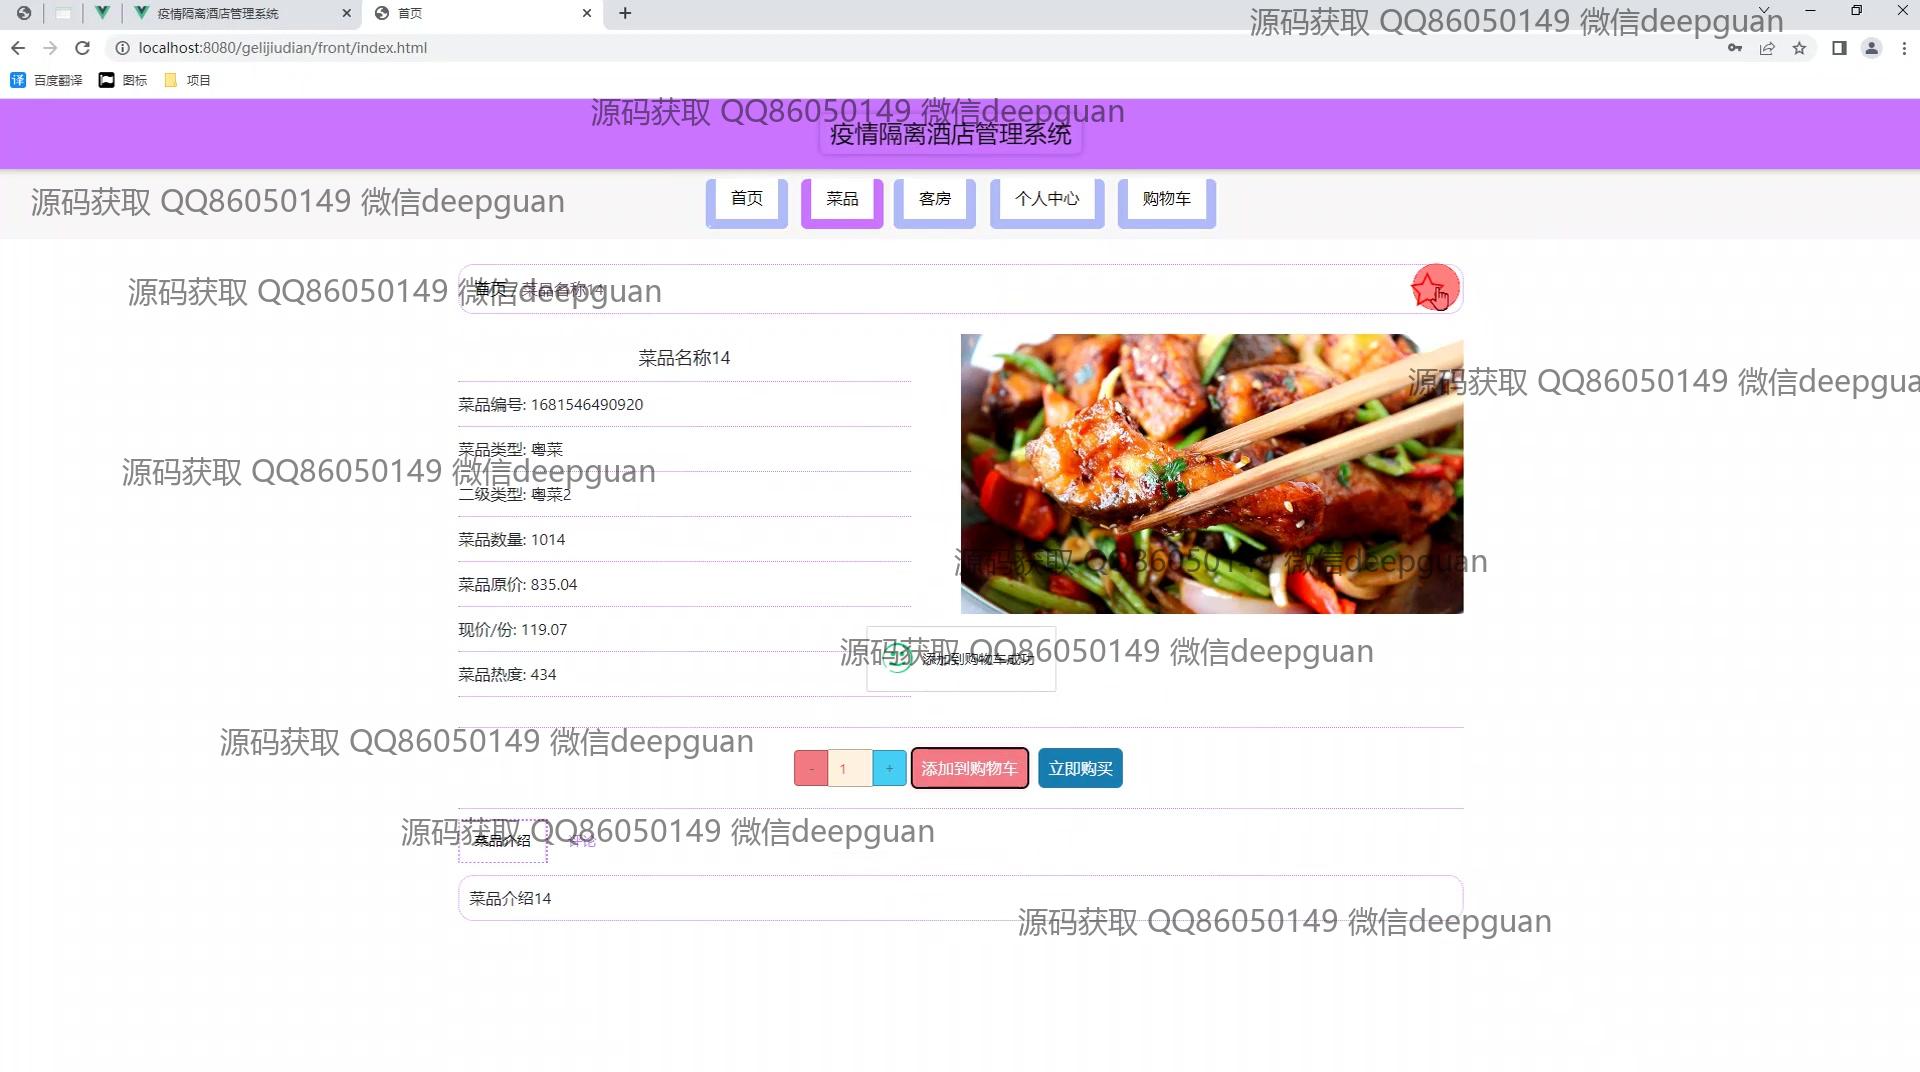 疫情隔离酒店管理系统
首页
源码获取 QQ86050149 微信deepguan
localhost:8080/gelijiudian/front/index.html
百度翻译
图标
项目
源码获取 QQ86050149 微信deepguan
疫情隔离酒店管理系统
源码获取 QQ86050149 微信deepguan
首页
菜品
客房
个人中心
购物车
源码获取 QQ86050149 微信deepguan
首页 / 菜品名称14
菜品名称14
源码获取 QQ86050149 微信deepgua
菜品编号: 1681546490920
菜品类型: 粤菜
源码获取 QQ86050149 微信deepguan
二级类型: 粤菜2
菜品数量: 1014
源码获取 QQ86050149 微信deepguan
菜品原价: 835.04
现价/份: 119.07
源码获取 QQ86050149 微信deepguan
添加到购物车成功
菜品热度: 434
源码获取 QQ86050149 微信deepguan
- 1 + 添加到购物车 立即购买
源码获取 QQ86050149 微信deepguan
菜品介绍
评论
菜品介绍14
源码获取 QQ86050149 微信deepguan